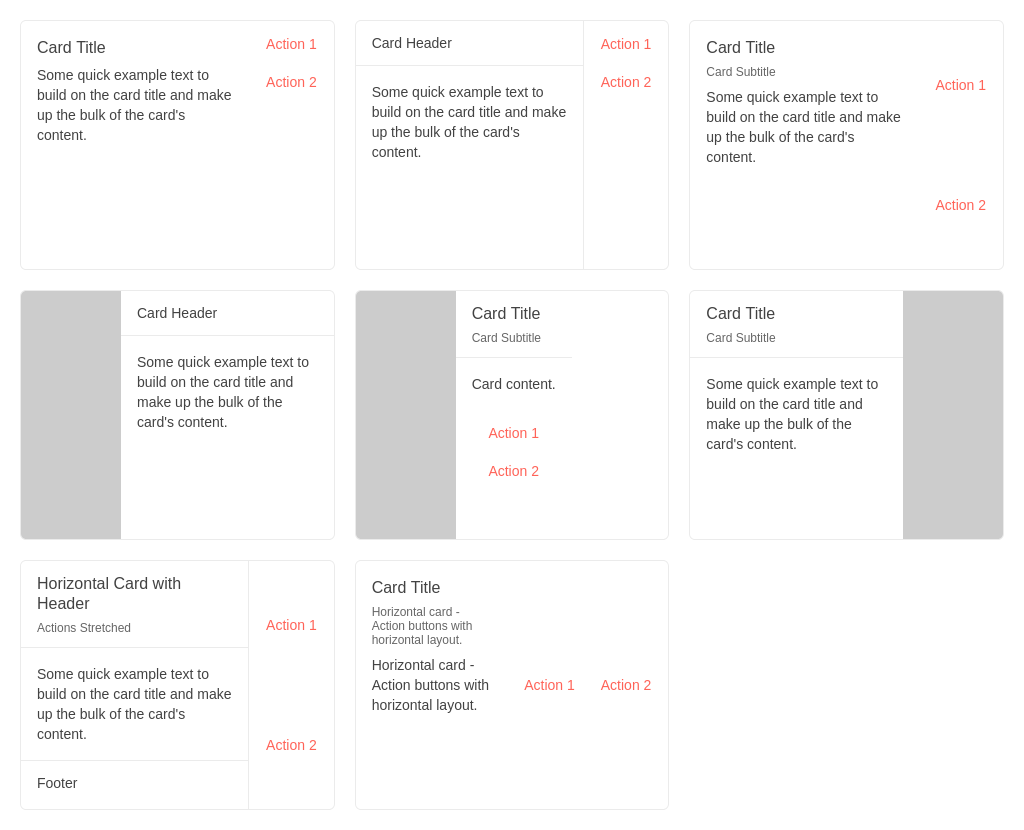 Card Title
Some quick example text to
build on the card title and make
up the bulk of the card's
content.
Action 1
Action 2
Card Header
Some quick example text to
build on the card title and make
up the bulk of the card's
content.
Action 1
Action 2
Card Title
Card Subtitle
Some quick example text to
build on the card title and make
up the bulk of the card's
content.
Action 1
Action 2
Card Header
Some quick example text to
build on the card title and
make up the bulk of the
card's content.
Card Title
Card Subtitle
Card content.
Action 1
Action 2
Card Title
Card Subtitle
Some quick example text to
build on the card title and
make up the bulk of the
card's content.
Horizontal Card with
Header
Actions Stretched
Some quick example text to
build on the card title and make
up the bulk of the card's
content.
Footer
Action 1
Action 2
Card Title
Horizontal card -
Action buttons with
horizontal layout.
Horizontal card -
Action buttons with
horizontal layout.
Action 1 Action 2